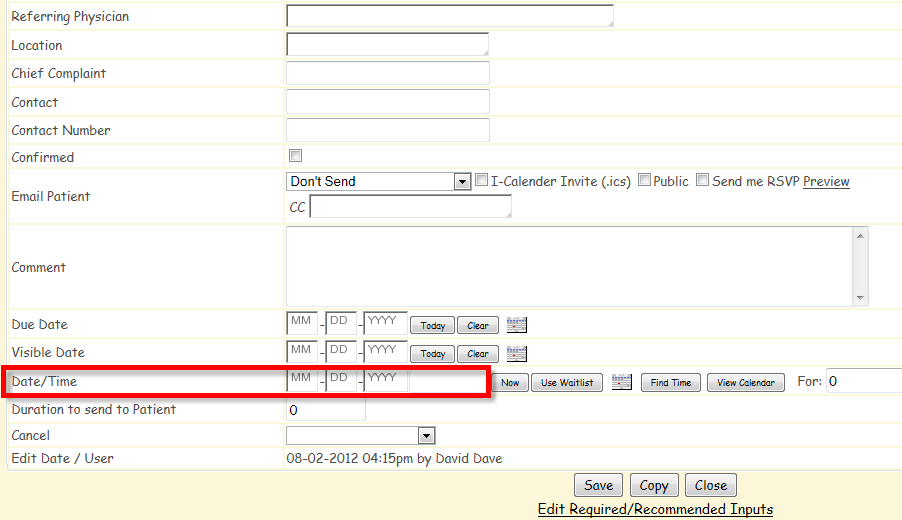 Referring Physician
Location
Chief Complaint
Contact
Contact Number
Confirmed
Email Patient Don't Send I-Calender Invite (.ics) Public Send me RSVP Preview
CC
Comment
Due Date MM - DD - YYYY Today Clear
Visible Date MM - DD - YYYY Today Clear
Date/Time MM - DD - YYYY Now Use Waitlist Find Time View Calendar For: 0
Duration to send to Patient 0
Cancel
Edit Date / User 08-02-2012 04:15pm by David Dave
Save Copy Close
Edit Required/Recommended Inputs